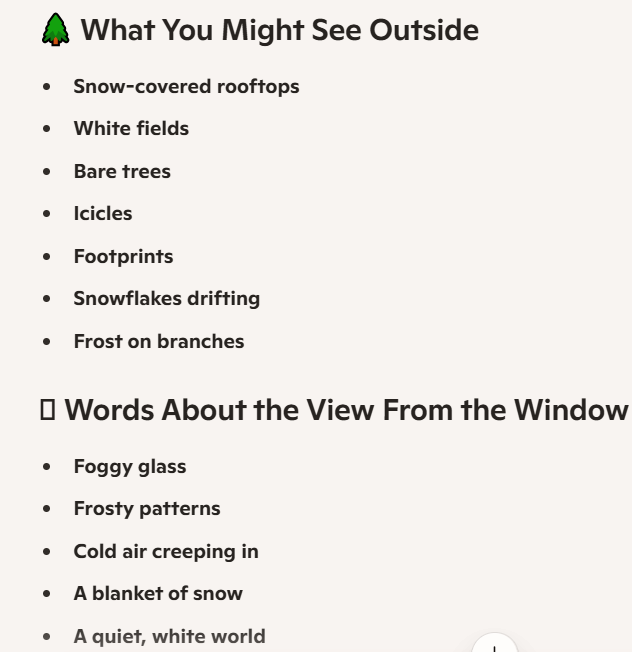 🌲 What You Might See Outside
• Snow-covered rooftops
• White fields
• Bare trees
• Icicles
• Footprints
• Snowflakes drifting
• Frost on branches
Words About the View From the Window
• Foggy glass
• Frosty patterns
• Cold air creeping in
• A blanket of snow
• A quiet, white world